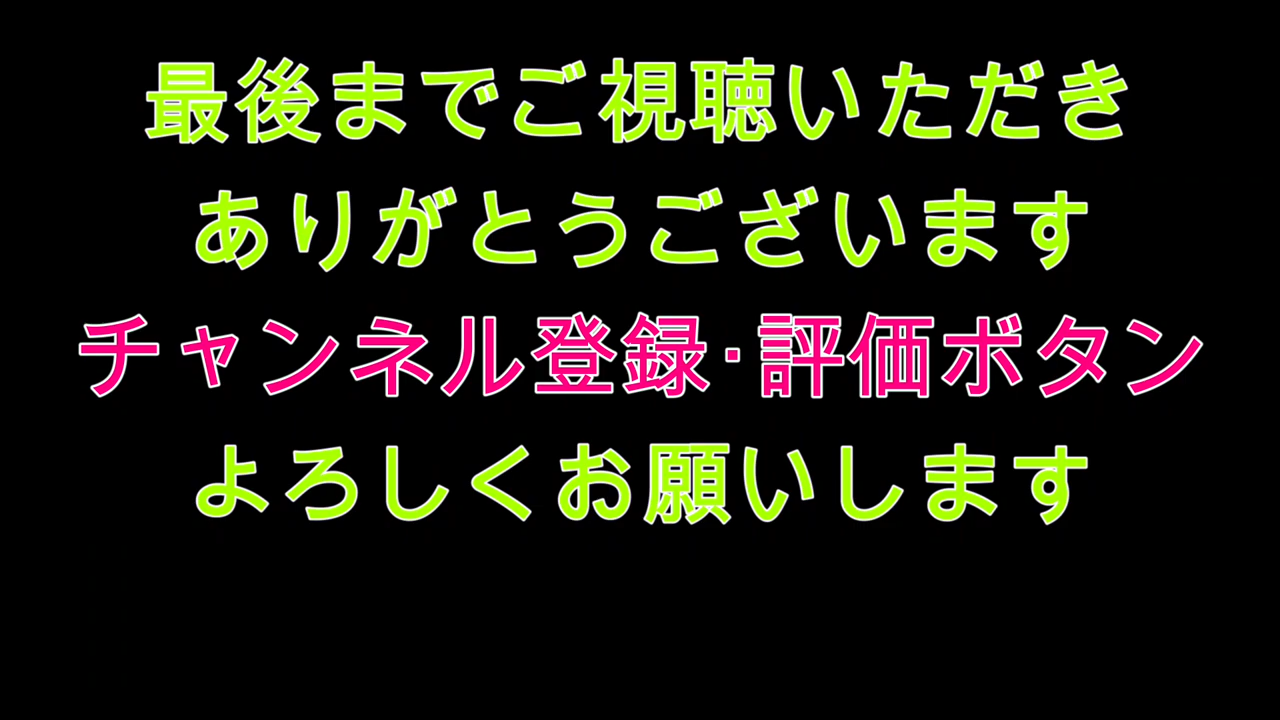 最後までご視聴いただき
ありがとうございます
チャンネル登録･評価ボタン
よろしくお願いします